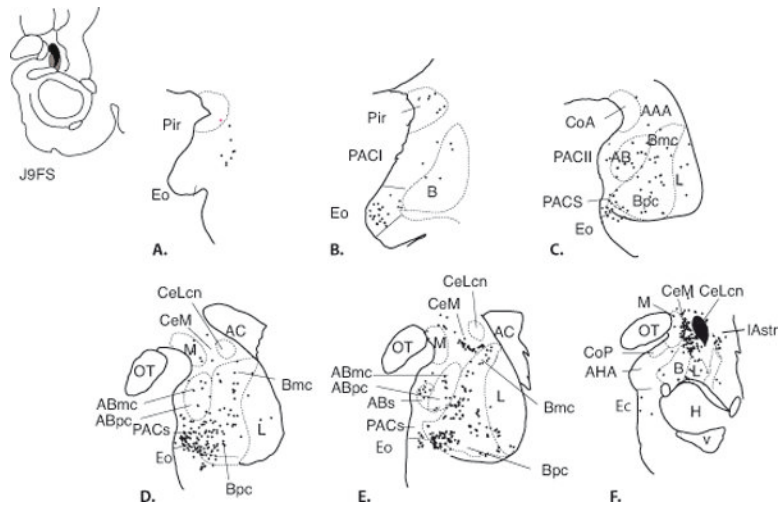 J9FS
Pir
Eo
A.
Pir
PACI
B
Eo
B.
CoA
AAA
PACII
AB
Bmc
L
PACS
Bpc
Eo
C.
CeLcn
CeM
AC
M
OT
Bmc
ABmc
ABpc
PACs
L
Eo
Bpc
D.
CeLcn
CeM
AC
M
OT
ABmc
ABpc
ABs
L
Bmc
PACs
Eo
Bpc
E.
CeM CeLcn
M
OT
IAstr
CoP
AHA
B
L
Ec
H
V
F.